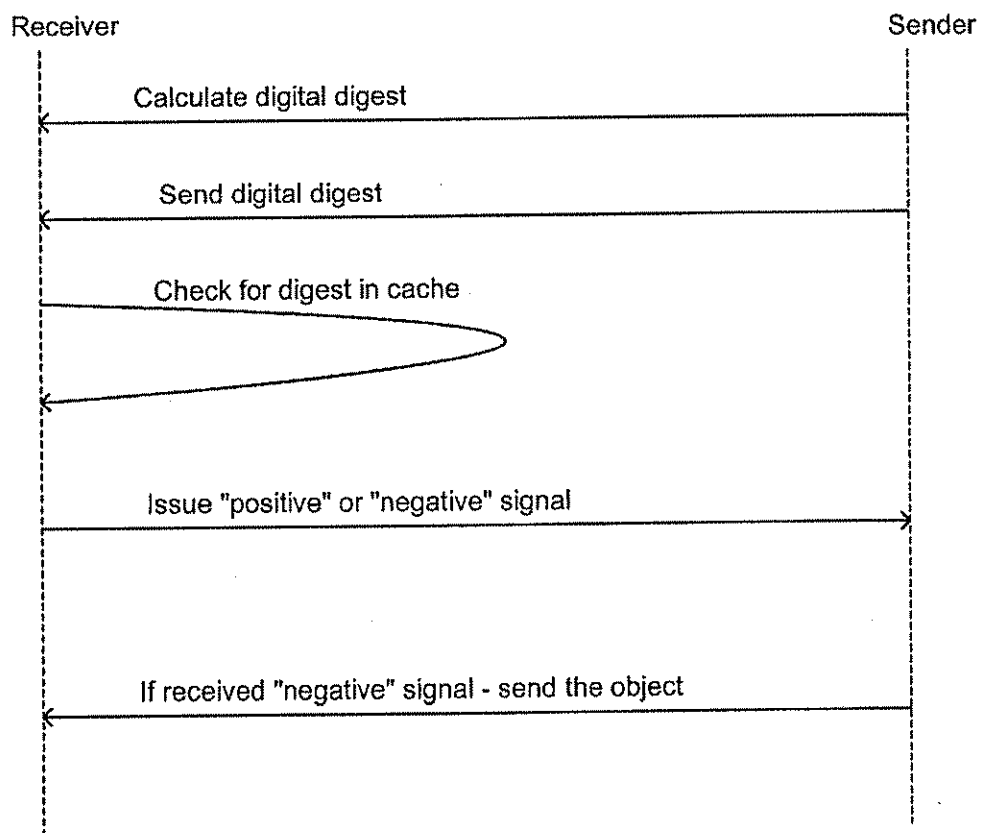 Receiver
Sender
Calculate digital digest
Send digital digest
Check for digest in cache
Issue "positive" or "negative" signal
If received "negative" signal - send the object